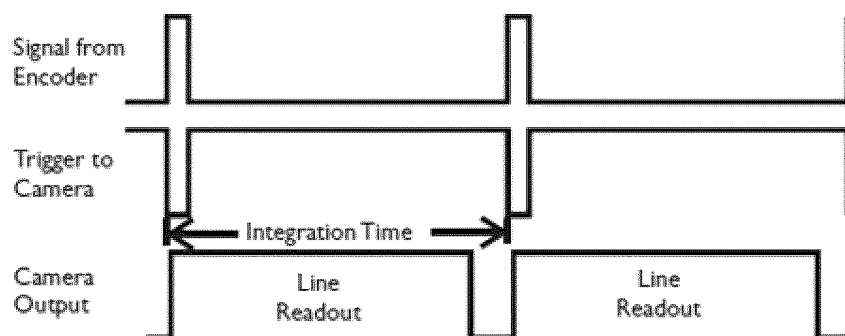 Signal from
Encoder
Trigger to
Camera
Integration Time
Camera
Output
Line
Readout
Line
Readout